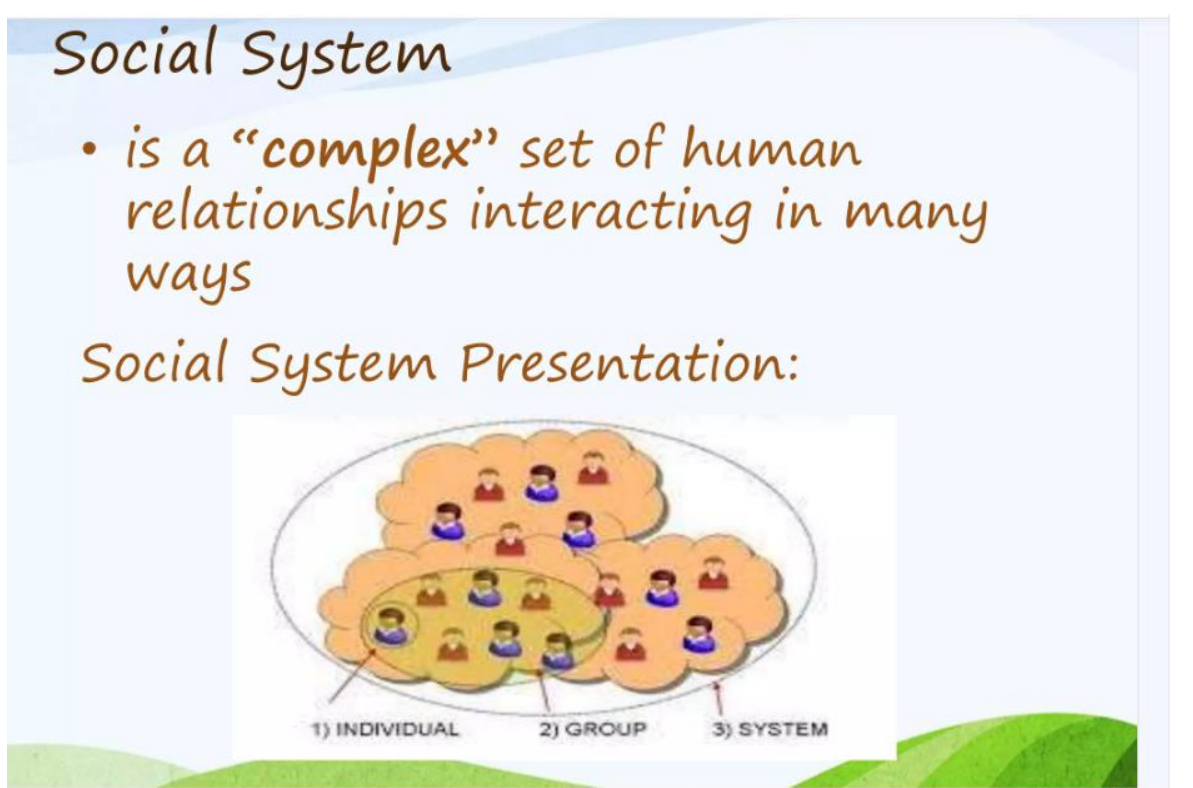 Social System
• is a “complex” set of human
relationships interacting in many
ways
Social System Presentation:
1) INDIVIDUAL 2) GROUP 3) SYSTEM